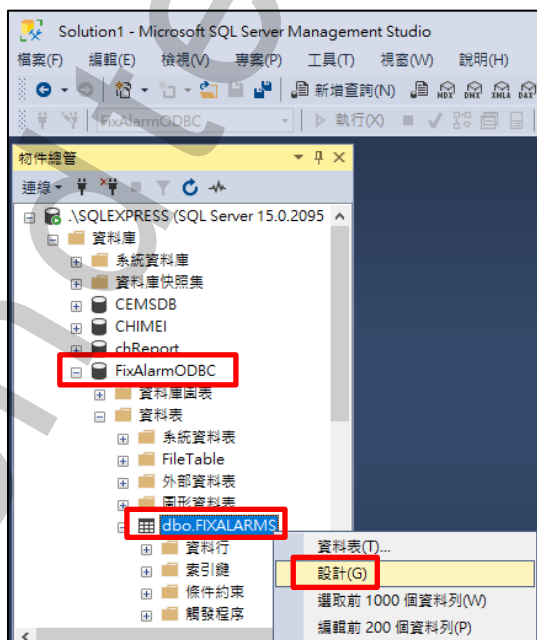 Solution1 - Microsoft SQL Server Management Studio
檔案(F) 編輯(E) 檢視(V) 專案(P) 工具(T) 視窗(W) 說明(H)
新增查詢(N) MDX DMX XMLA DAX
FixAlarmODBC 執行(X)
物件總管
連線
.\SQLEXPRESS (SQL Server 15.0.2095
資料庫
系統資料庫
資料庫快照集
CEMSDB
CHIMEI
chReport
FixAlarmODBC
資料庫圖表
資料表
系統資料表
FileTable
外部資料表
圖形資料表
dbo.FIXALARMS
資料行
資料表(T)...
索引鍵
設計(G)
條件約束
選取前 1000 個資料列(W)
觸發程序
編輯前 200 個資料列(P)